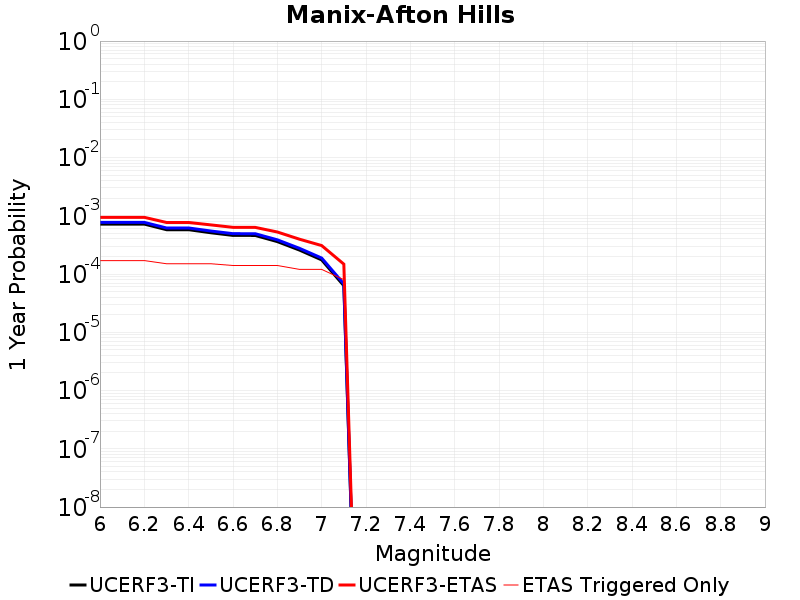 Manix-Afton Hills
1 Year Probability
10^0
10^-1
10^-2
10^-3
10^-4
10^-5
10^-6
10^-7
10^-8
6 6.2 6.4 6.6 6.8 7 7.2 7.4 7.6 7.8 8 8.2 8.4 8.6 8.8 9
Magnitude
UCERF3-TI UCERF3-TD UCERF3-ETAS ETAS Triggered Only